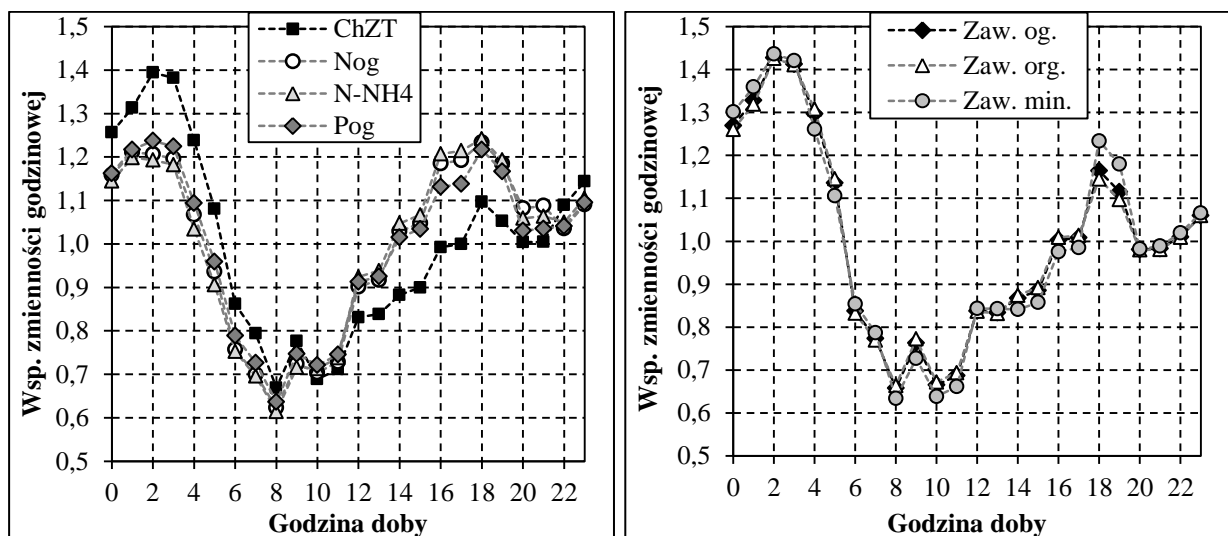 1,5
1,4
1,3
1,2
1,1
1,0
0,9
0,8
0,7
0,6
0,5
Wsp. zmienności godzinowej
ChZT
Nog
N-NH4
Pog
0 2 4 6 8 10 12 14 16 18 20 22
Godzina doby
1,5
1,4
1,3
1,2
1,1
1,0
0,9
0,8
0,7
0,6
0,5
Wsp. zmienności godzinowej
Zaw. og.
Zaw. org.
Zaw. min.
0 2 4 6 8 10 12 14 16 18 20 22
Godzina doby